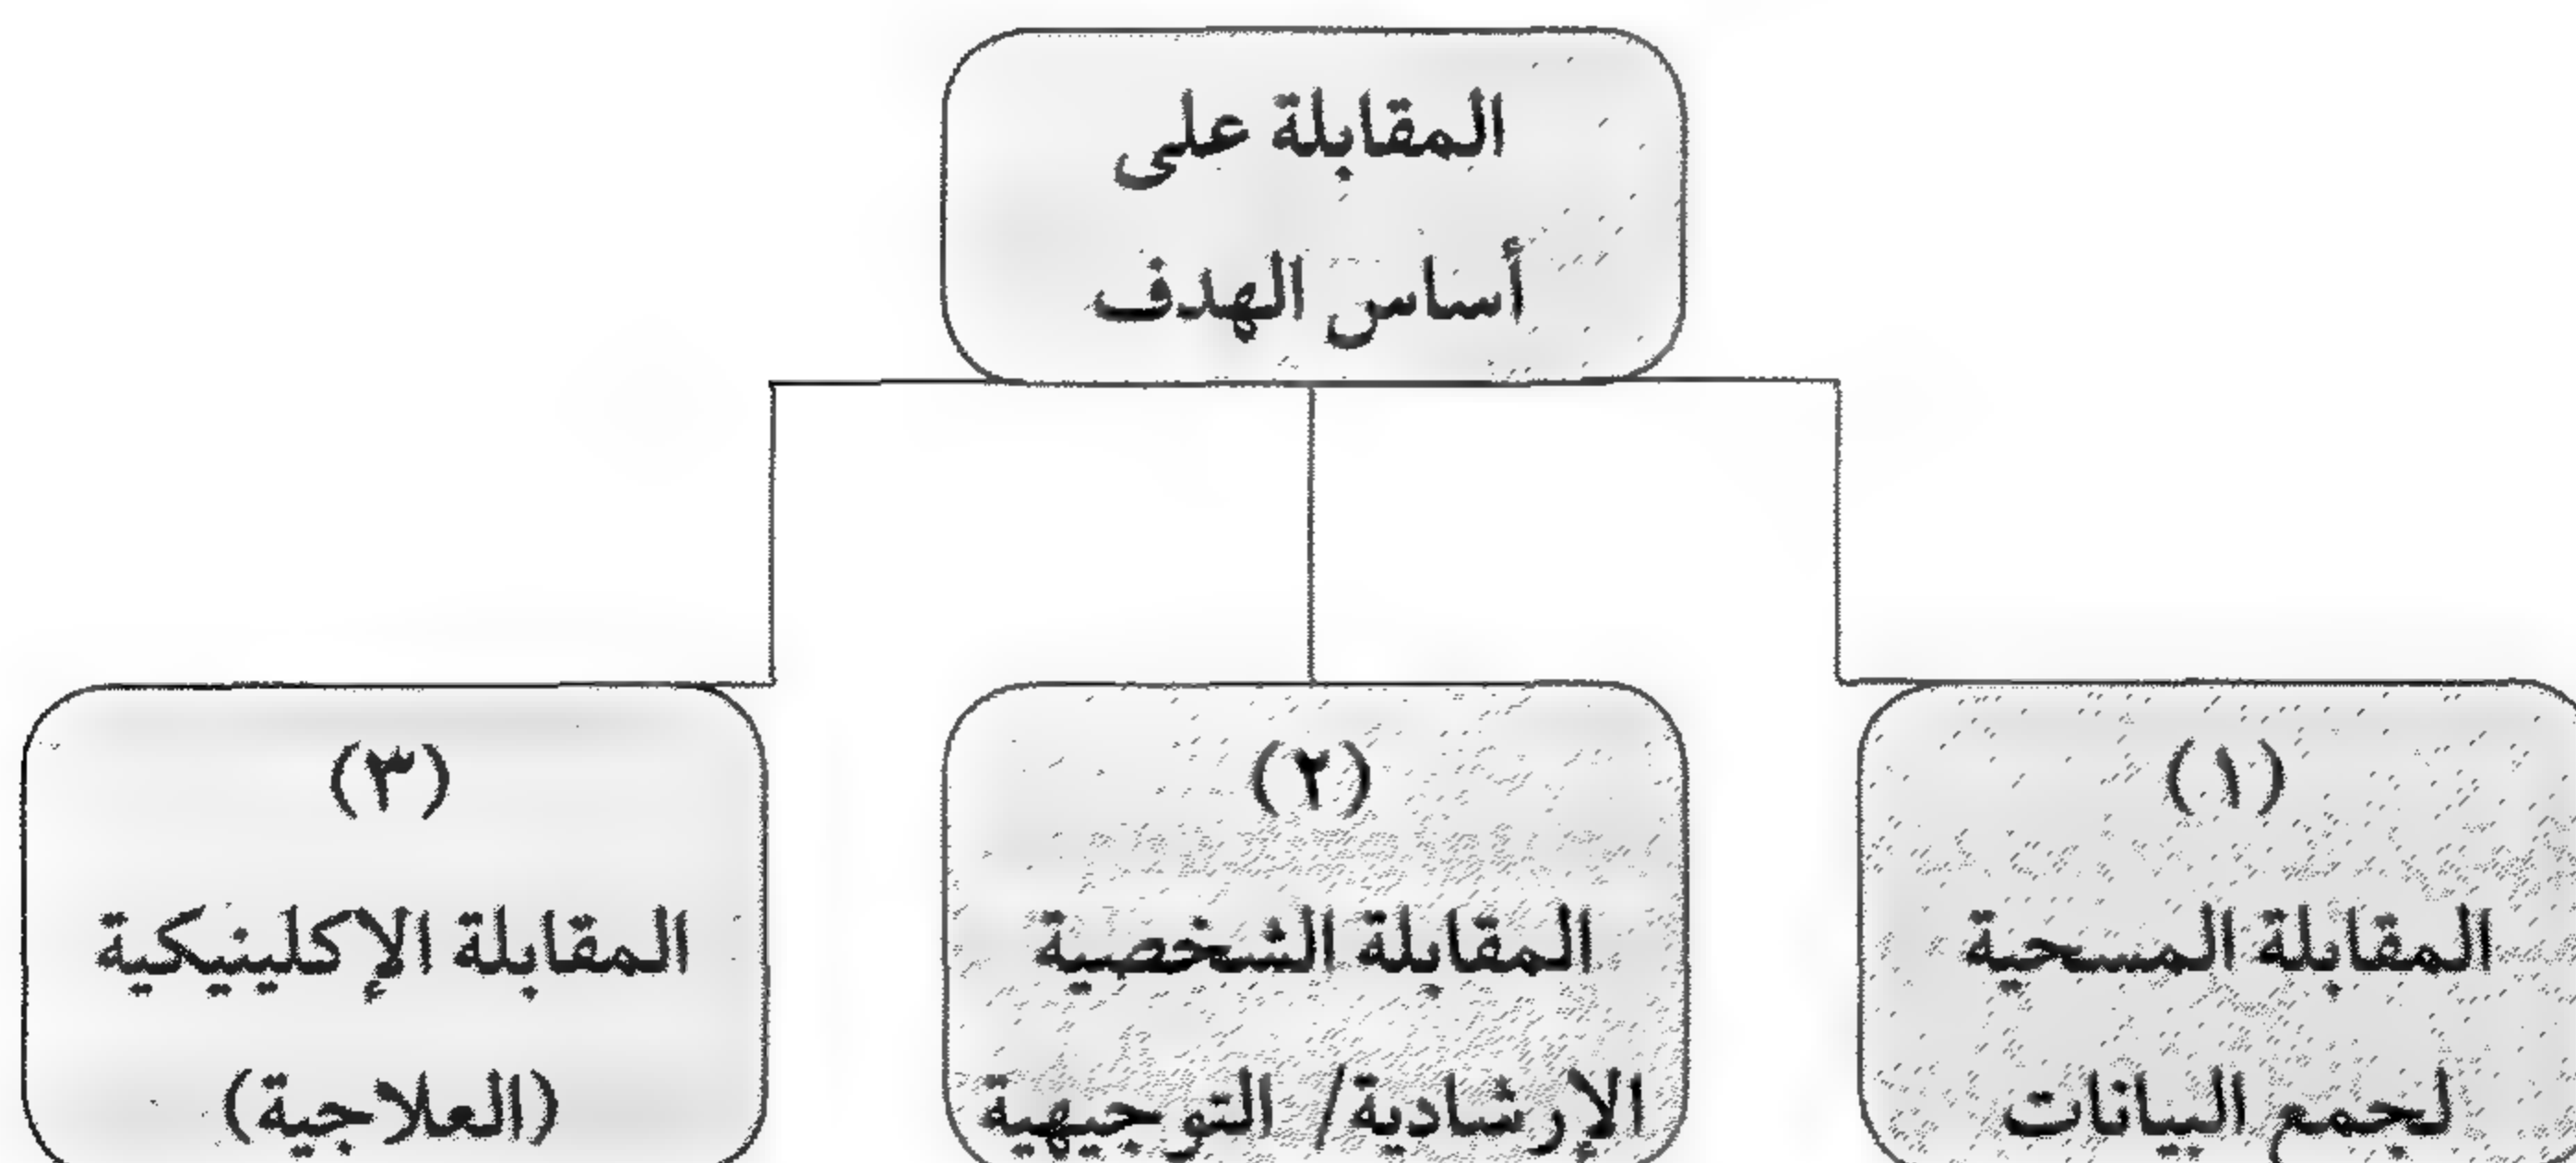 المقابلة على
أساس الهدف
(١)
المقابلة المسحية
لجمع البيانات
(٢)
المقابلة الشخصية
الإرشادية/ التوجيهية
(٣)
المقابلة الإكلينيكية
(العلاجية)